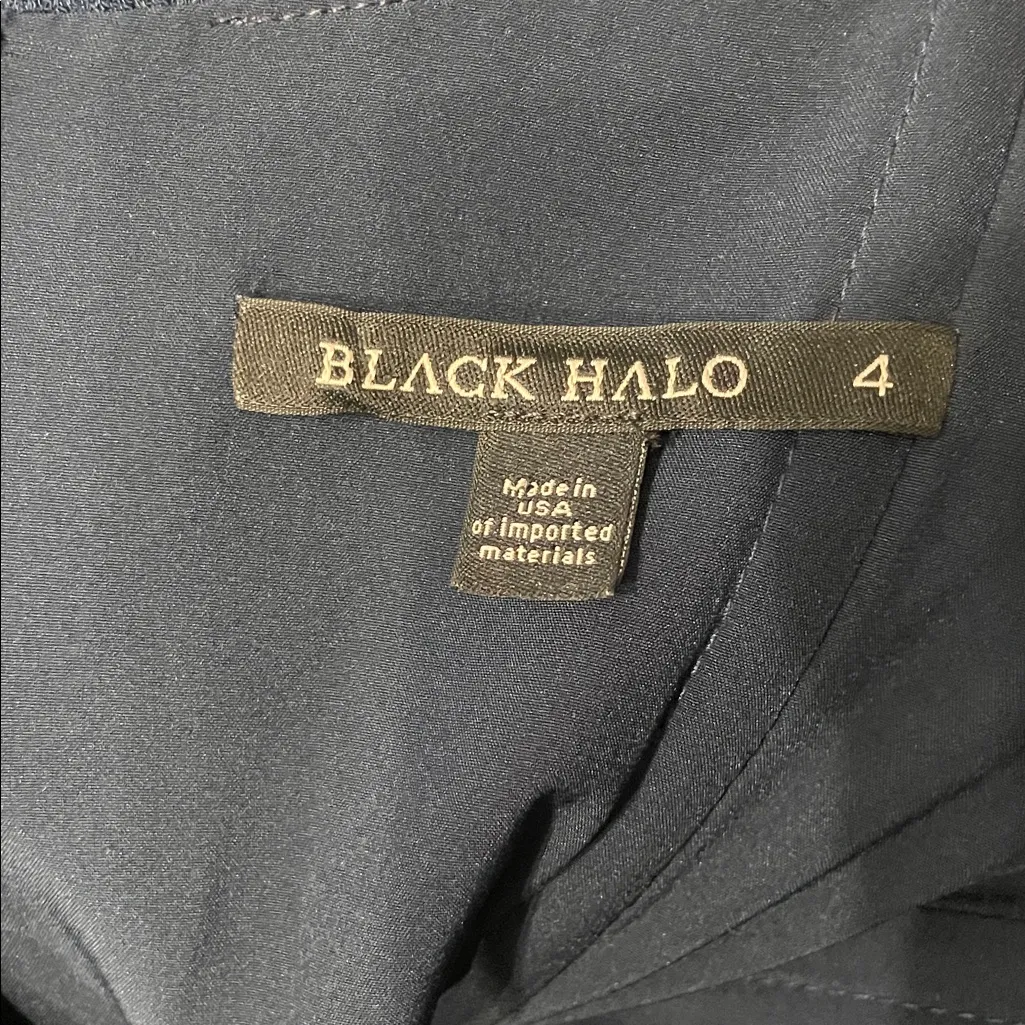 BLACK HALO 4
Made in
USA
of imported
materials